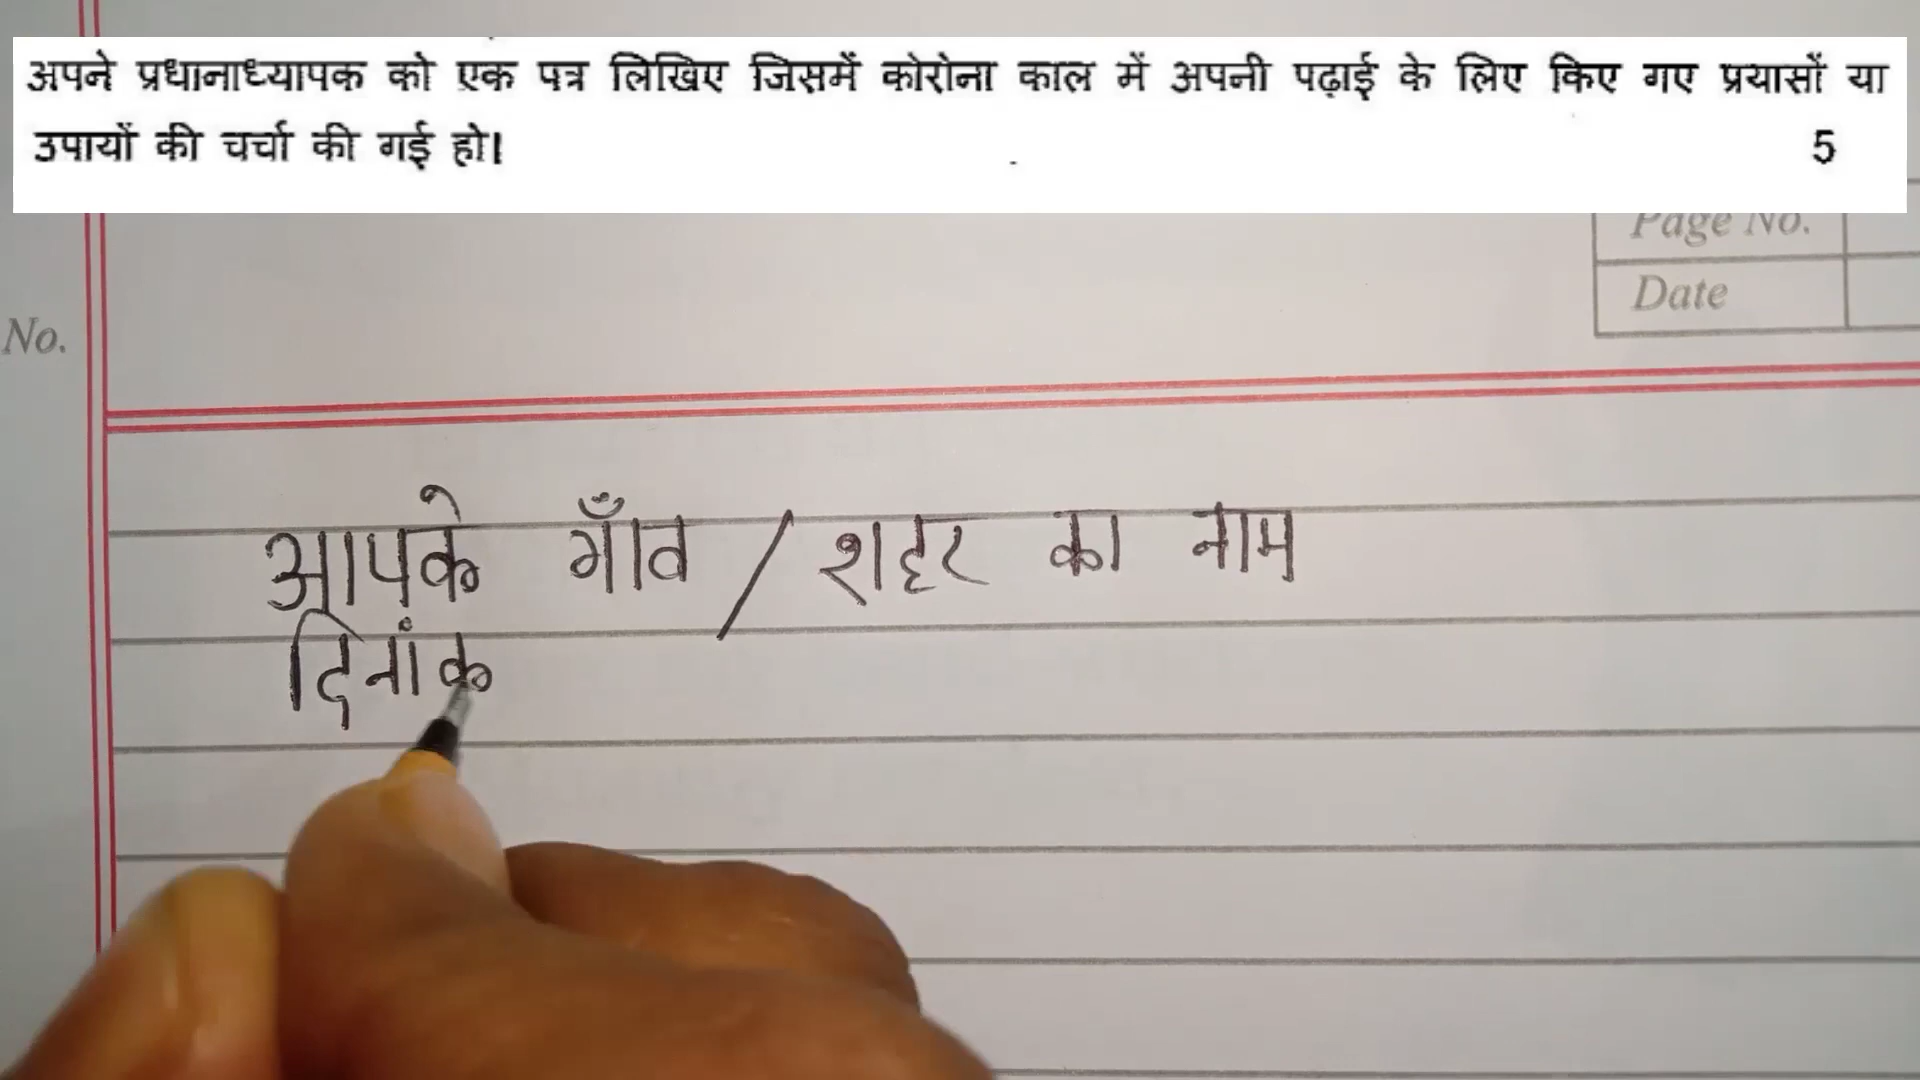 अपने प्रधानाध्यापक को एक पत्र लिखिए जिसमें कोरोना काल में अपनी पढ़ाई के लिए किए गए प्रयासों या
उपायों की चर्चा की गई हो। 5
Page No.
Date
No.
आपके गाँव / शहर का नाम
दिनांक